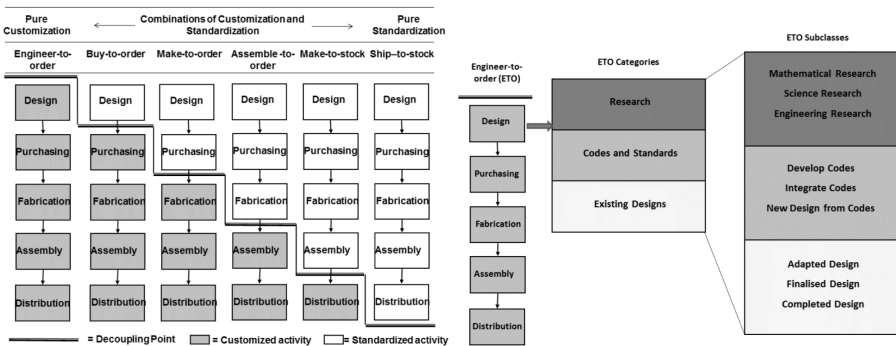 Pure
Customization
Combinations of Customization and
Standardization
Pure
Standardization
Engineer-to-
order
Buy-to-order
Make-to-order
Assemble -to-
order
Make-to-stock
Ship–to-stock
Design
Design
Design
Design
Design
Design
Purchasing
Purchasing
Purchasing
Purchasing
Purchasing
Purchasing
Fabrication
Fabrication
Fabrication
Fabrication
Fabrication
Fabrication
Assembly
Assembly
Assembly
Assembly
Assembly
Assembly
Distribution
Distribution
Distribution
Distribution
Distribution
Distribution
= Decoupling Point
= Customized activity
= Standardized activity
Engineer-to-
order (ETO)
Design
Purchasing
Fabrication
Assembly
Distribution
ETO Categories
Research
Codes and Standards
Existing Designs
ETO Subclasses
Mathematical Research
Science Research
Engineering Research
Develop Codes
Integrate Codes
New Design from Codes
Adapted Design
Finalised Design
Completed Design